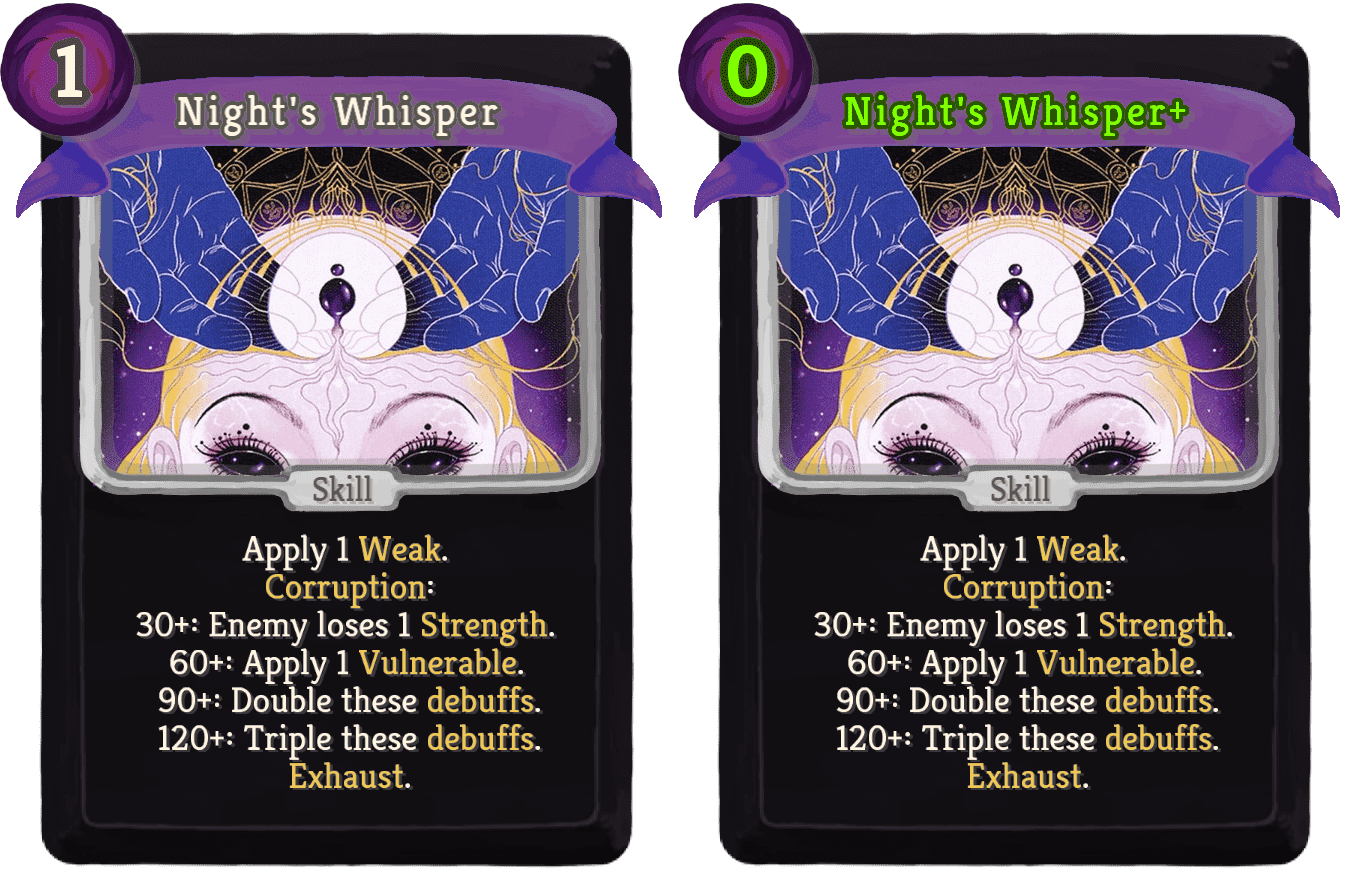 1
Night's Whisper
Skill
Apply 1 Weak.
Corruption:
30+: Enemy loses 1 Strength.
60+: Apply 1 Vulnerable.
90+: Double these debuffs.
120+: Triple these debuffs.
Exhaust.
0
Night's Whisper+
Skill
Apply 1 Weak.
Corruption:
30+: Enemy loses 1 Strength.
60+: Apply 1 Vulnerable.
90+: Double these debuffs.
120+: Triple these debuffs.
Exhaust.